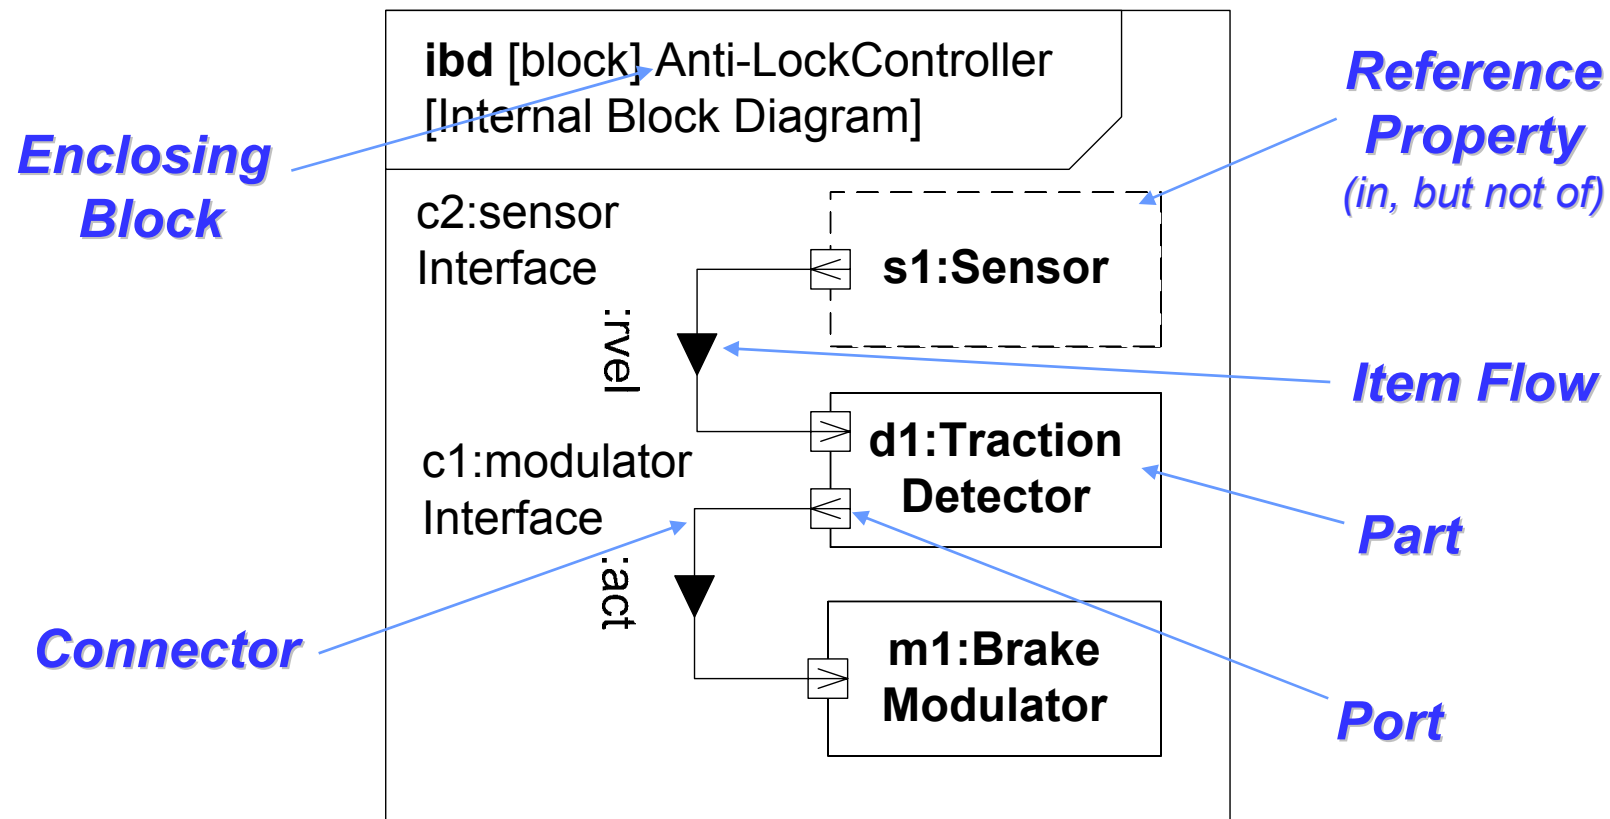 ibd [block] Anti-LockController
[Internal Block Diagram]
Enclosing
Block
Reference
Property
(in, but not of)
c2:sensor
Interface
s1:Sensor
:rvel
Item Flow
d1:Traction
Detector
c1:modulator
Interface
Part
:act
Connector
m1:Brake
Modulator
Port